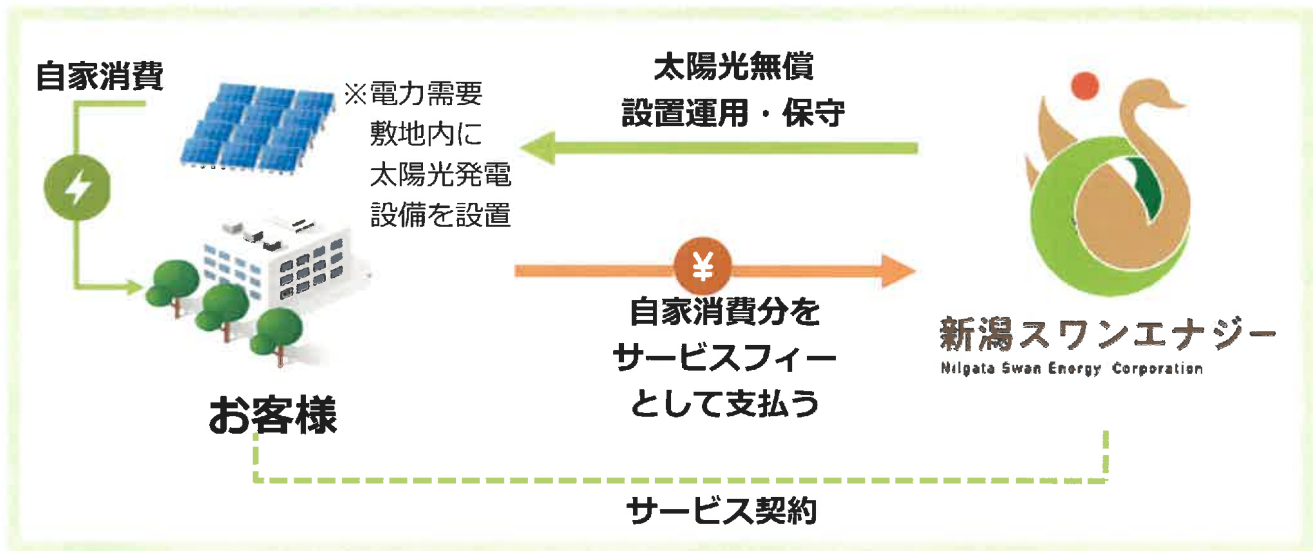 自家消費
※電力需要
敷地内に
太陽光発電
設備を設置
太陽光無償
設置運用・保守
¥
自家消費分を
サービスフィー
として支払う
お客様
新潟スワンエナジー
Niigata Swan Energy Corporation
サービス契約